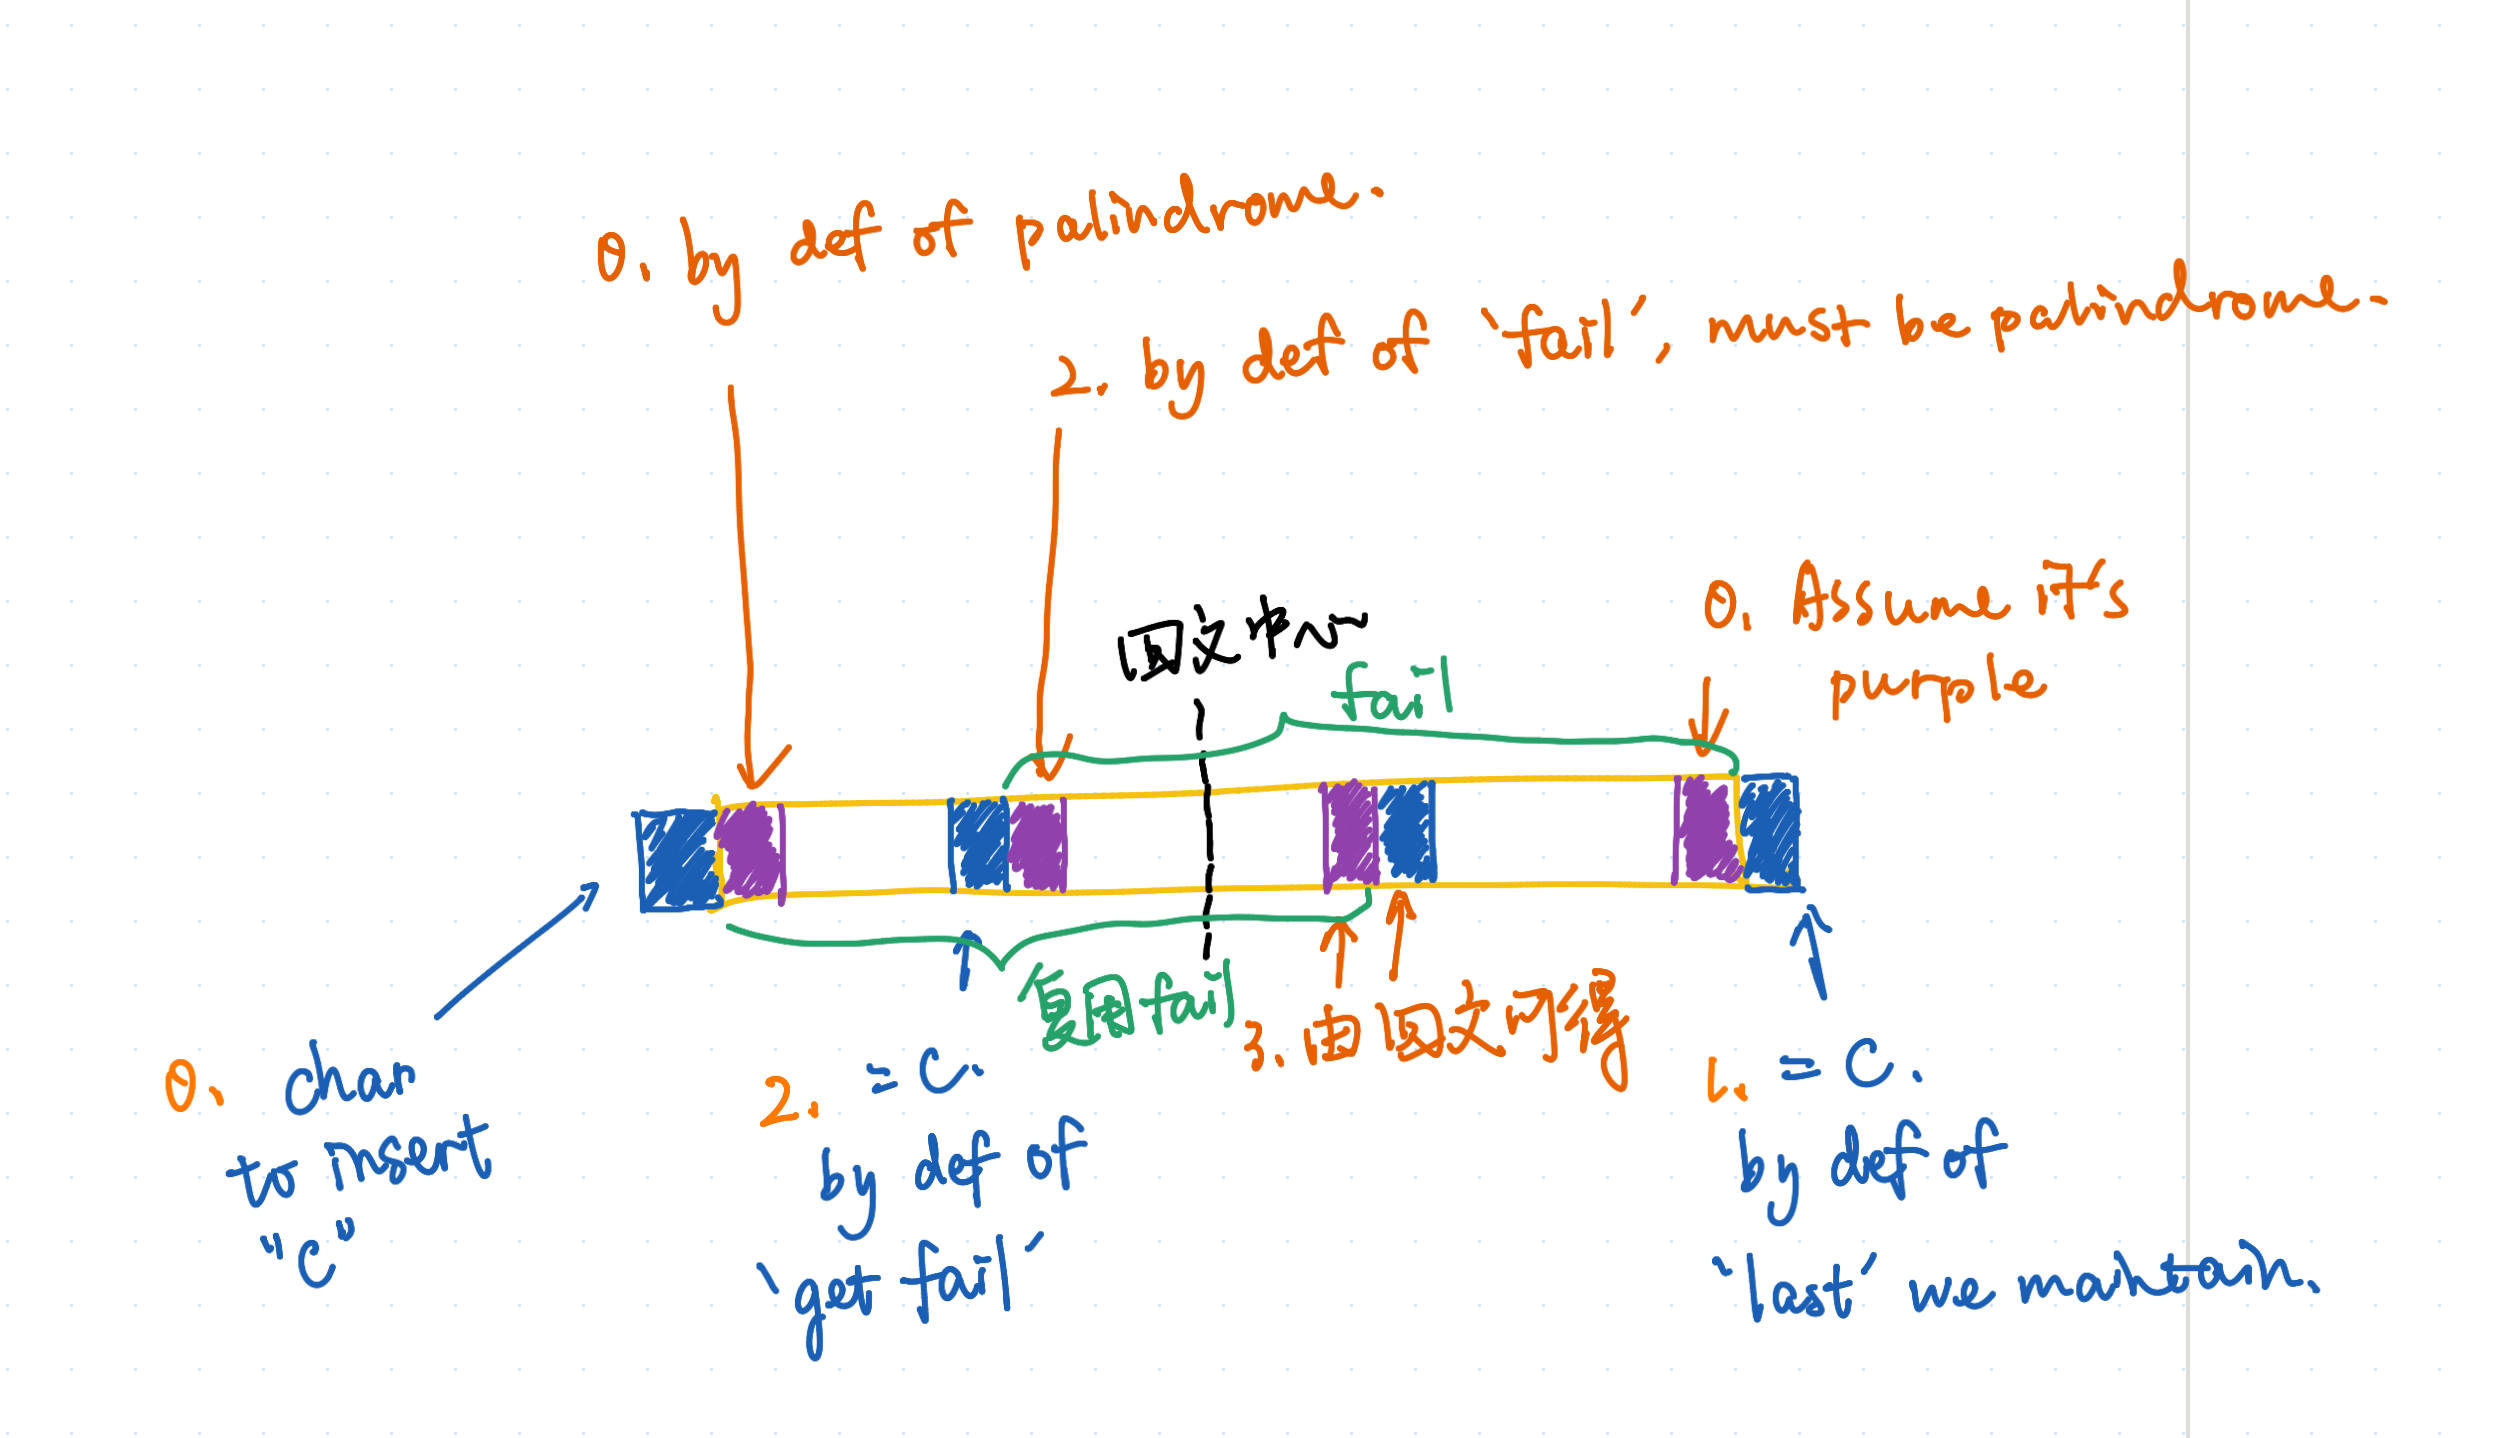 0. by def of palindrome.
2. by def of "fail", must be palindrome.
0. Assume it's
purple
回文中心
fail
镜面fail
3. 由回文可得
0. char
to insert,
"c"
2. = c.
by def of
"get fail"
1. = c.
by def of
"last" we maintain.